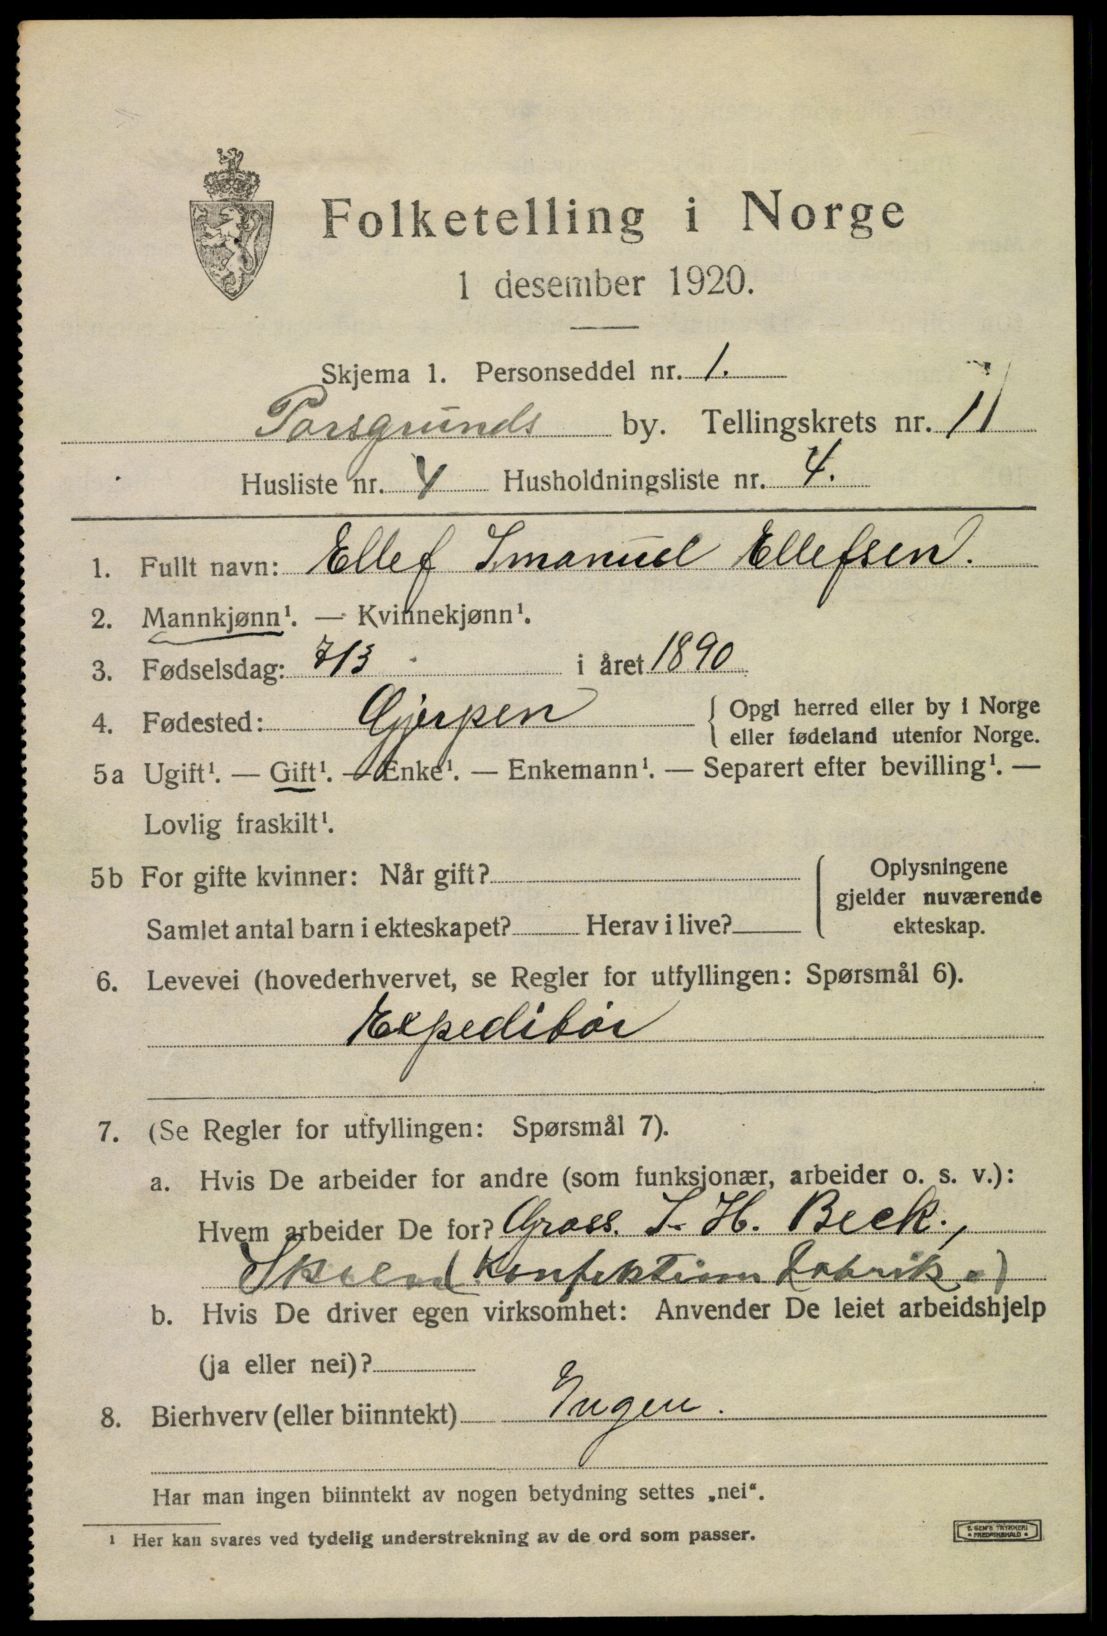 Folketelling i Norge
1 desember 1920.
Skjema 1. Personseddel nr. 1.
Porsgrunds by. Tellingskrets nr. 11
Husliste nr. 4 Husholdningsliste nr. 4.
1. Fullt navn: Ellef Imanuel Ellefsen.
2. Mannkjønn¹. — Kvinnekjønn¹.
3. Fødselsdag: 7/3 i året 1890
4. Fødested: Gjerpen { Opgi herred eller by i Norge
eller fødeland utenfor Norge.
5a Ugift¹. — Gift¹. — Enke¹. — Enkemann¹. — Separert efter bevilling¹. —
Lovlig fraskilt¹.
5b For gifte kvinner: Når gift? { Oplysningene
gjelder nuværende
Samlet antal barn i ekteskapet? Herav i live? ekteskap.
6. Levevei (hovederhvervet, se Regler for utfyllingen: Spørsmål 6).
Expeditør
7. (Se Regler for utfyllingen: Spørsmål 7).
a. Hvis De arbeider for andre (som funksjonær, arbeider o. s. v.):
Hvem arbeider De for? Gross. I. H. Beck.,
Skien (Konfektion fabrik)
b. Hvis De driver egen virksomhet: Anvender De leiet arbeidshjelp
(ja eller nei)?
8. Bierhverv (eller biinntekt) Ingen.
Har man ingen biinntekt av nogen betydning settes „nei“.
¹ Her kan svares ved tydelig understrekning av de ord som passer.